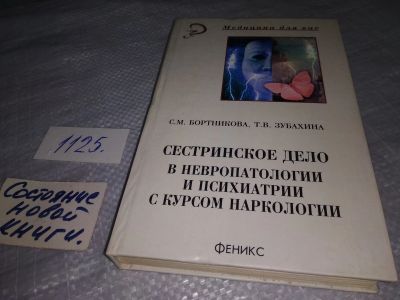 Медицина для вас
С.М. БОРТНИКОВА, Т.В. ЗУБАХИНА
СЕСТРИНСКОЕ ДЕЛО
В НЕВРОПАТОЛОГИИ
И ПСИХИАТРИИ
С КУРСОМ НАРКОЛОГИИ
ФЕНИКС
1125.
Состояние
новой
книги.